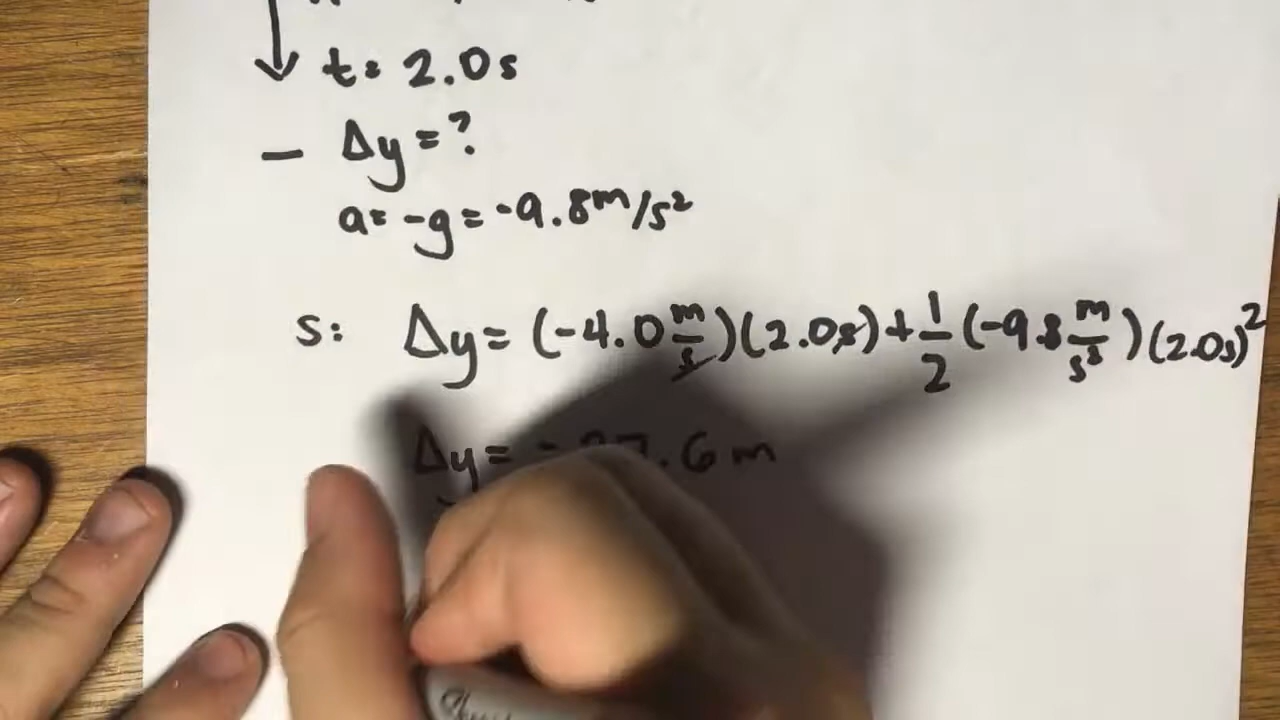 t= 2.0s
Δy = ?
a= -g = -9.8m/s²
S: Δy = (-4.0 m/s)(2.0s) + 1/2 (-9.8 m/s²)(2.0s)²
Δy = -27.6 m